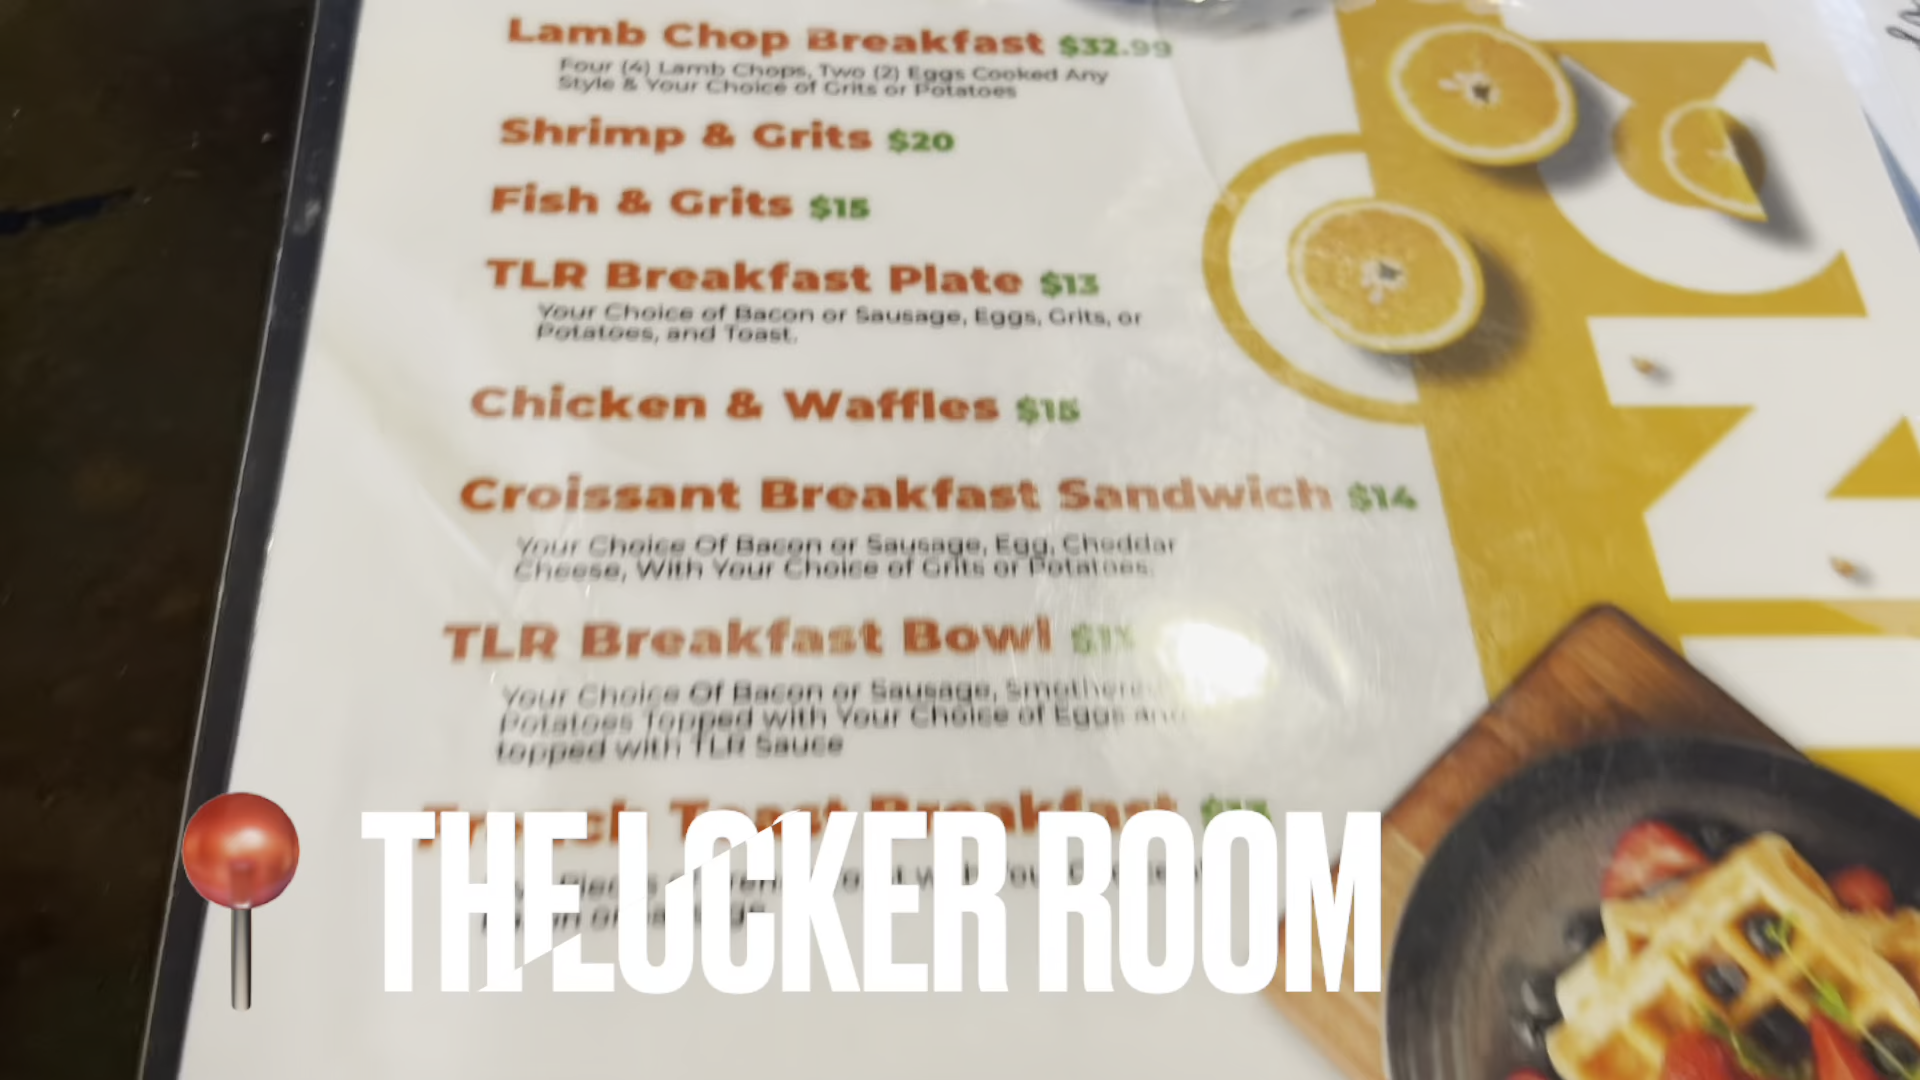 Lamb Chop Breakfast $32.99
Four (4) Lamb Chops, Two (2) Eggs Cooked Any
Style & Your Choice of Grits or Potatoes
Shrimp & Grits $20
Fish & Grits $15
TLR Breakfast Plate $13
Your Choice of Bacon or Sausage, Eggs, Grits, or
Potatoes, and Toast.
Chicken & Waffles $15
Croissant Breakfast Sandwich $14
Your Choice Of Bacon or Sausage, Egg, Cheddar
Cheese, With Your Choice of Grits or Potatoes.
TLR Breakfast Bowl
Your Choice Of Bacon or Sausage, Smothered
Potatoes Topped with Your Choice of Eggs and
topped with TLR Sauce
French Toast Breakfast
THE LOCKER ROOM